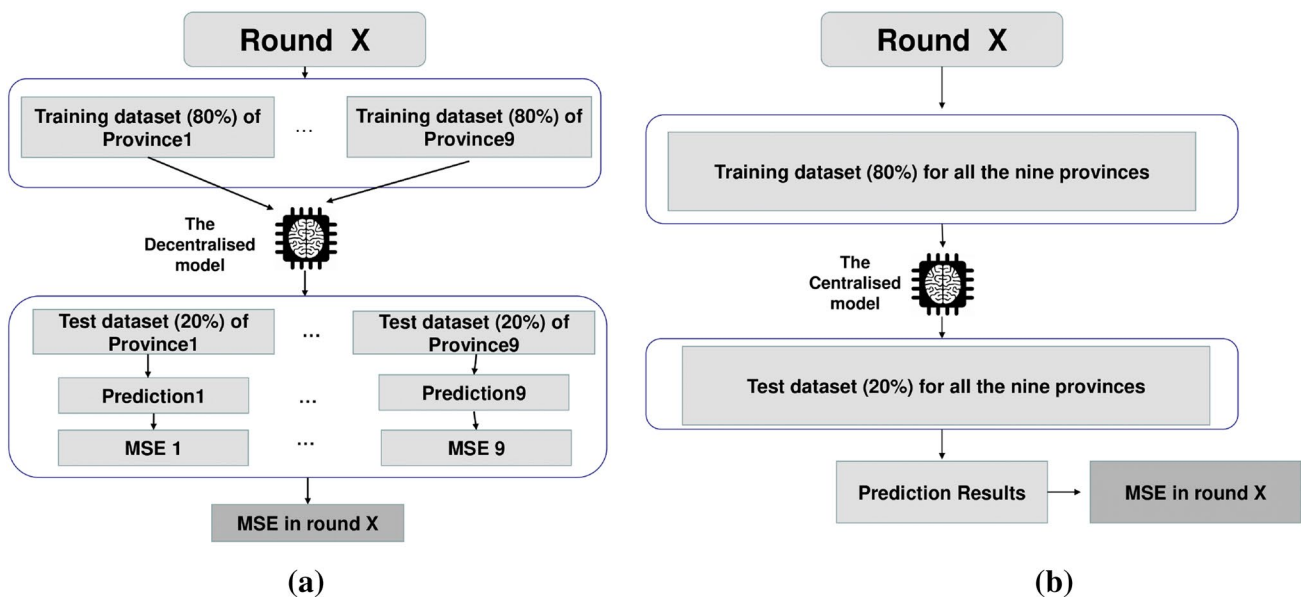 Round X
Training dataset (80%) of
Province1
...
Training dataset (80%) of
Province9
The
Decentralised
model
Test dataset (20%) of
Province1
...
Test dataset (20%) of
Province9
Prediction1
...
Prediction9
MSE 1
...
MSE 9
MSE in round X
(a)
Round X
Training dataset (80%) for all the nine provinces
The
Centralised
model
Test dataset (20%) for all the nine provinces
Prediction Results
MSE in round X
(b)